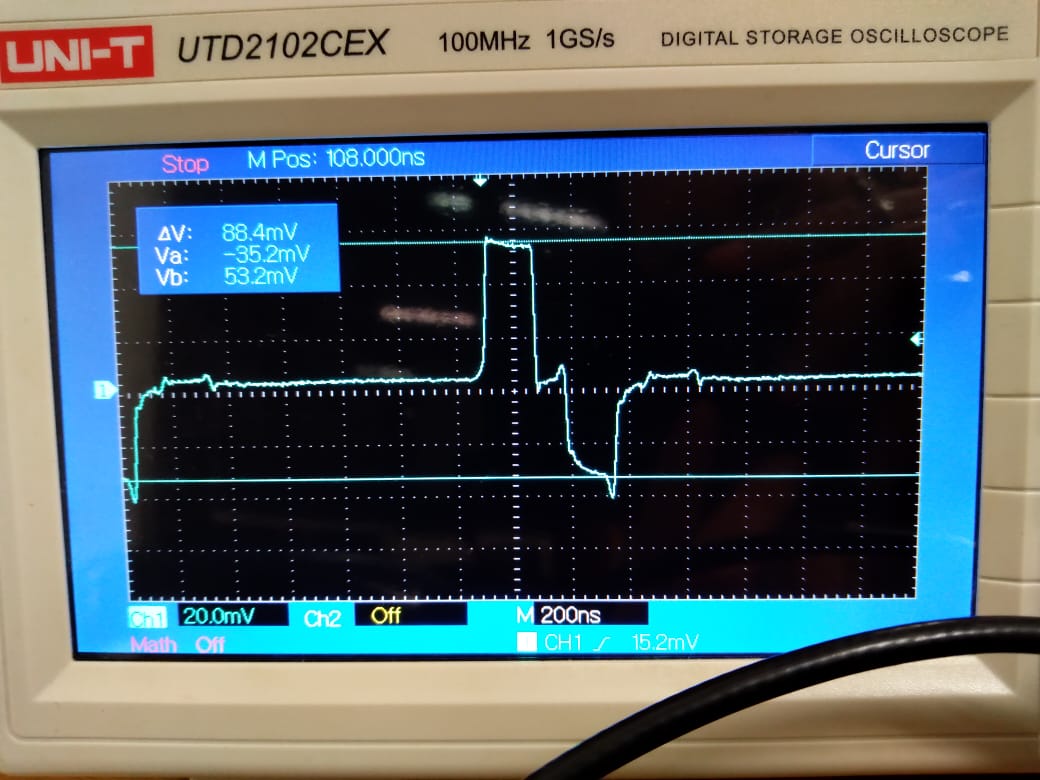 UNI-T UTD2102CEX 100MHz 1GS/s DIGITAL STORAGE OSCILLOSCOPE
Stop M Pos: 108.000ns Cursor
ΔV: 88.4mV
Va: -35.2mV
Vb: 53.2mV
1
Ch1 20.0mV Ch2 Off M 200ns
Math Off CH1 15.2mV